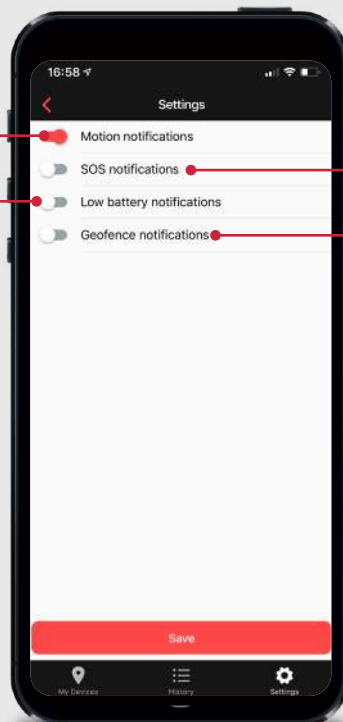 16:58
Settings
Motion notifications
SOS notifications
Low battery notifications
Geofence notifications
Save
My Devices
History
Settings